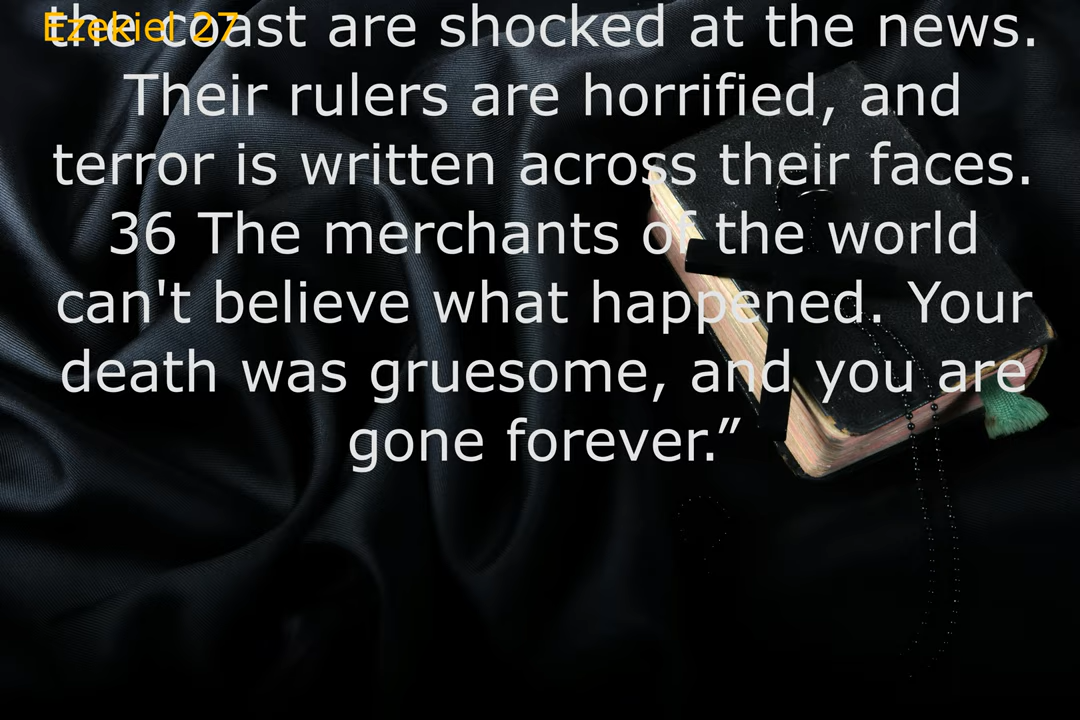 Ezekiel 27
the coast are shocked at the news.
Their rulers are horrified, and
terror is written across their faces.
36 The merchants of the world
can't believe what happened. Your
death was gruesome, and you are
gone forever.”